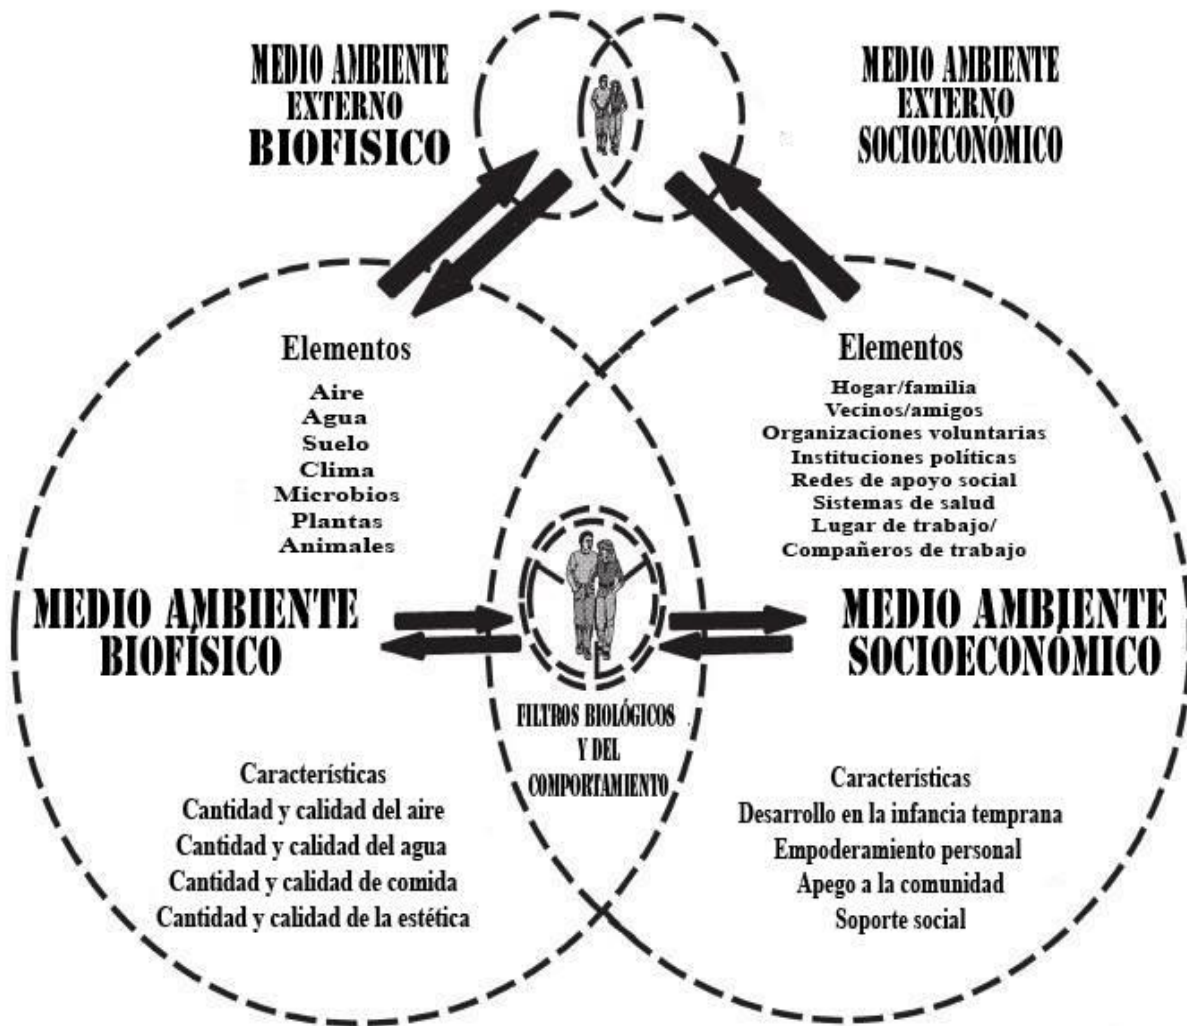 MEDIO AMBIENTE
EXTERNO
BIOFISICO
MEDIO AMBIENTE
EXTERNO
SOCIOECONÓMICO
Elementos
Aire
Agua
Suelo
Clima
Microbios
Plantas
Animales
MEDIO AMBIENTE
BIOFÍSICO
Características
Cantidad y calidad del aire
Cantidad y calidad del agua
Cantidad y calidad de comida
Cantidad y calidad de la estética
FILTROS BIOLÓGICOS
Y DEL
COMPORTAMIENTO
Elementos
Hogar/familia
Vecinos/amigos
Organizaciones voluntarias
Instituciones políticas
Redes de apoyo social
Sistemas de salud
Lugar de trabajo/
Compañeros de trabajo
MEDIO AMBIENTE
SOCIOECONÓMICO
Características
Desarrollo en la infancia temprana
Empoderamiento personal
Apego a la comunidad
Soporte social